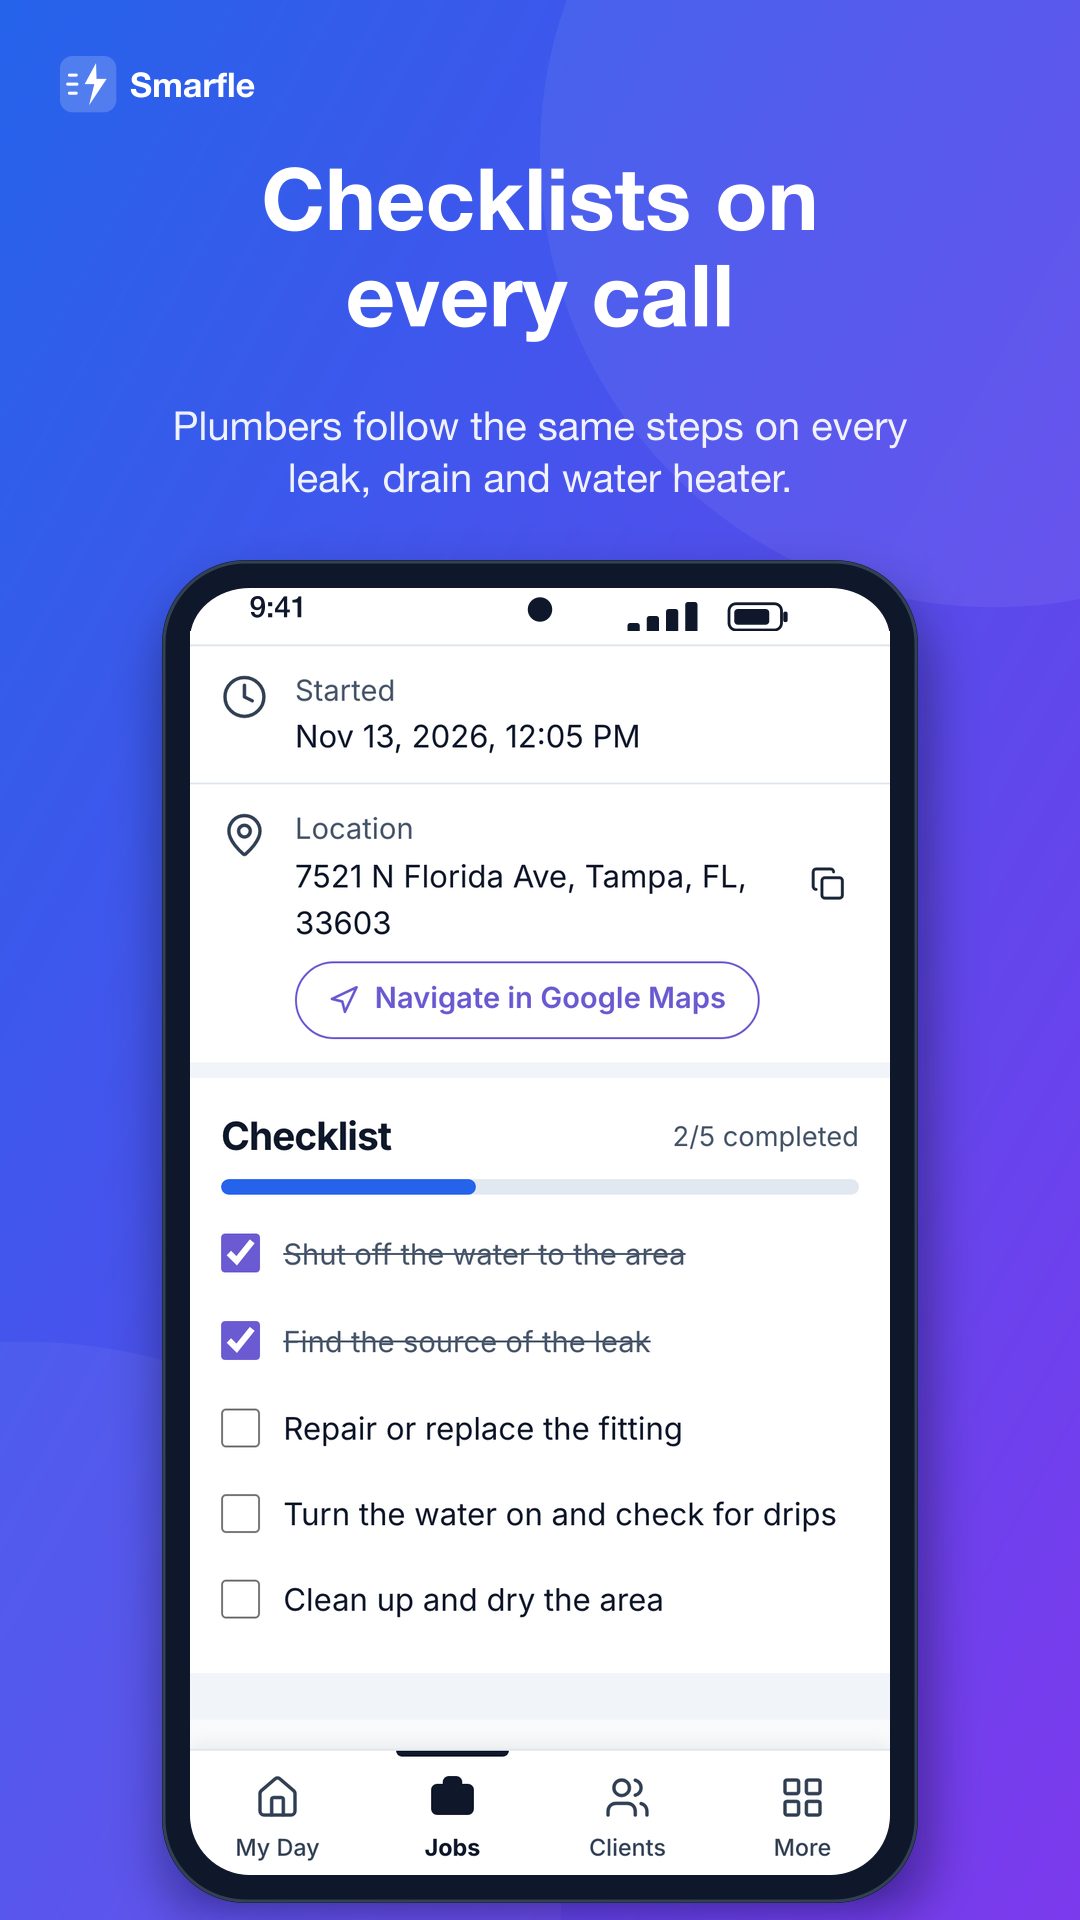 Smarfle
Checklists on
every call
Plumbers follow the same steps on every
leak, drain and water heater.
9:41
Started
Nov 13, 2026, 12:05 PM
Location
7521 N Florida Ave, Tampa, FL,
33603
Navigate in Google Maps
Checklist
2/5 completed
Shut off the water to the area
Find the source of the leak
Repair or replace the fitting
Turn the water on and check for drips
Clean up and dry the area
My Day
Jobs
Clients
More